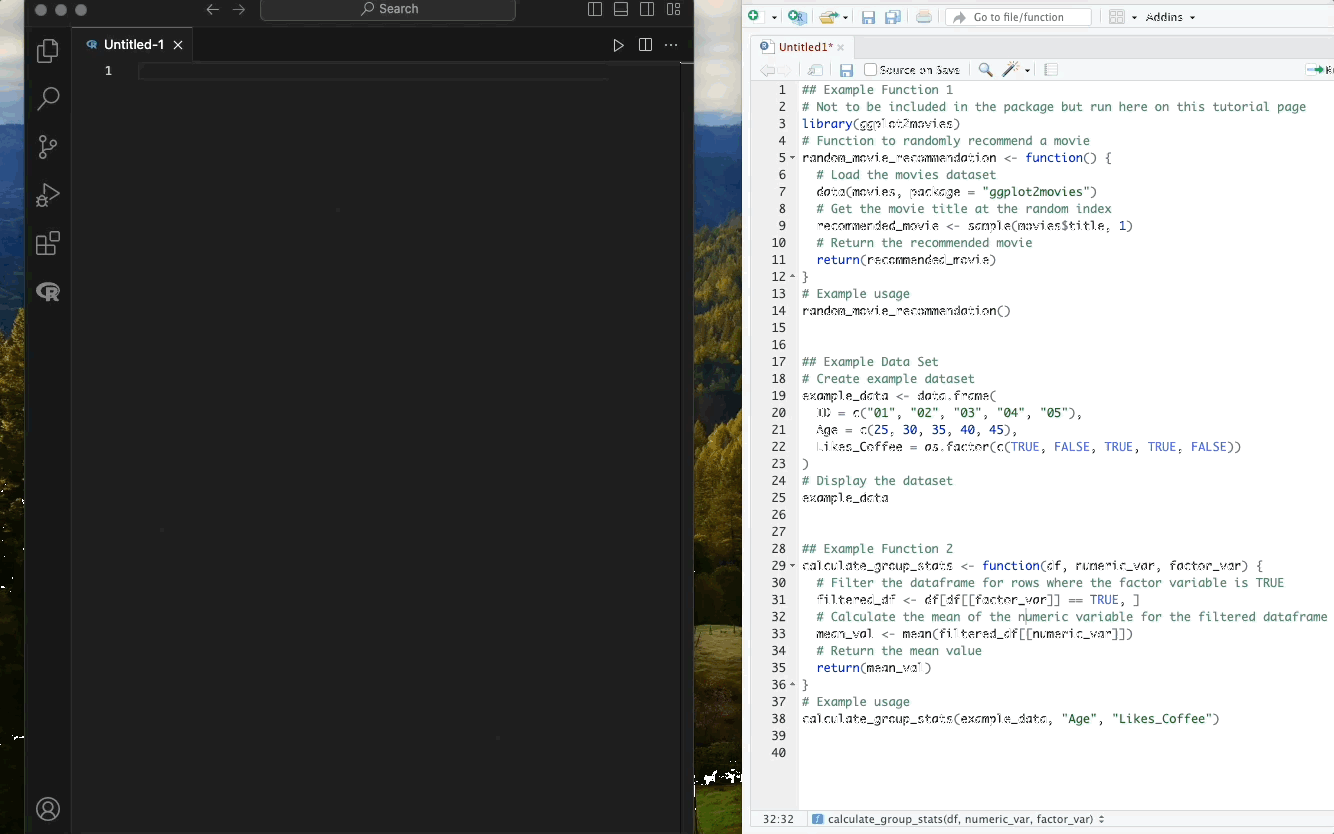 Search
Untitled-1
1
Go to file/function
Addins
Untitled1*
Source on Save
1 ## Example Function 1
2 # Not to be included in the package but run here on this tutorial page
3 library(ggplot2movies)
4 # Function to randomly recommend a movie
5 random_movie_recommendation <- function() {
6 # Load the movies dataset
7 data(movies, package = "ggplot2movies")
8 # Get the movie title at the random index
9 recommended_movie <- sample(movies$title, 1)
10 # Return the recommended movie
11 return(recommended_movie)
12 }
13 # Example usage
14 random_movie_recommendation()
15
16
17 ## Example Data Set
18 # Create example dataset
19 example_data <- data.frame(
20 ID = c("01", "02", "03", "04", "05"),
21 Age = c(25, 30, 35, 40, 45),
22 Likes_Coffee = as.factor(c(TRUE, FALSE, TRUE, TRUE, FALSE))
23 )
24 # Display the dataset
25 example_data
26
27
28 ## Example Function 2
29 calculate_group_stats <- function(df, numeric_var, factor_var) {
30 # Filter the dataframe for rows where the factor variable is TRUE
31 filtered_df <- df[df[[factor_var]] == TRUE, ]
32 # Calculate the mean of the numeric variable for the filtered dataframe
33 mean_val <- mean(filtered_df[[numeric_var]])
34 # Return the mean value
35 return(mean_val)
36 }
37 # Example usage
38 calculate_group_stats(example_data, "Age", "Likes_Coffee")
39
40
32:32 calculate_group_stats(df, numeric_var, factor_var)